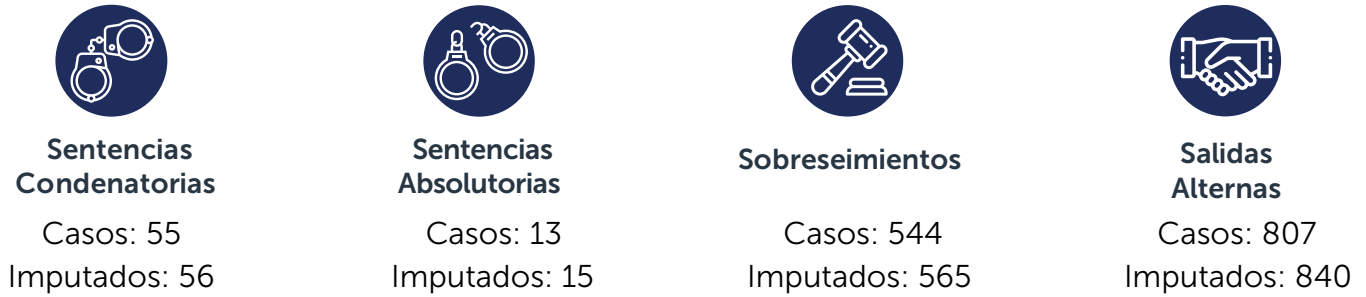 Sentencias
Condenatorias
Casos: 55
Imputados: 56
Sentencias
Absolutorias
Casos: 13
Imputados: 15
Sobreseimientos
Casos: 544
Imputados: 565
Salidas
Alternas
Casos: 807
Imputados: 840